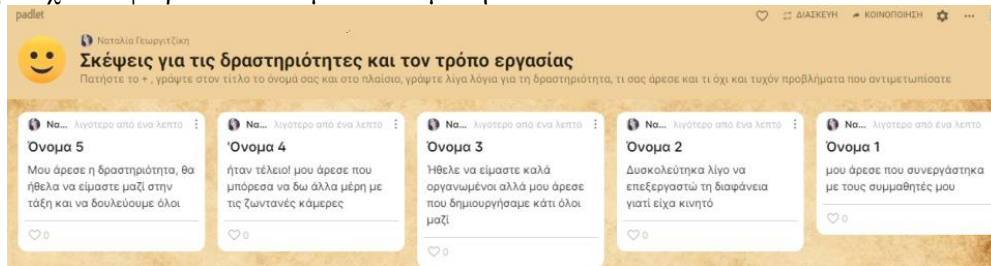 padlet
ΔΙΑΣΚΕΥΗ ΚΟΙΝΟΠΟΙΗΣΗ
Ναταλία Γεωργιτζίκη
Σκέψεις για τις δραστηριότητες και τον τρόπο εργασίας
Πατήστε το + , γράψτε στον τίτλο το όνομά σας και στο πλαίσιο, γράψτε λίγα λόγια για τη δραστηριότητα, τι σας άρεσε και τι όχι και τυχόν προβλήματα που αντιμετωπίσατε
Να... λιγότερο από ένα λεπτό
Όνομα 5
Μου άρεσε η δραστηριότητα, θα
ήθελα να είμαστε μαζί στην
τάξη και να δουλεύουμε όλοι
0
Να... λιγότερο από ένα λεπτό
'Ονομα 4
ήταν τέλειο! μου άρεσε που
μπόρεσα να δω άλλα μέρη με
τις ζωντανές κάμερες
0
Να... λιγότερο από ένα λεπτό
Όνομα 3
Ήθελε να είμαστε καλά
οργανωμένοι αλλά μου άρεσε
που δημιουργήσαμε κάτι όλοι
μαζί
0
Να... λιγότερο από ένα λεπτό
Όνομα 2
Δυσκολεύτηκα λίγο να
επεξεργαστώ τη διαφάνεια
γιατί είχα κινητό
0
Να... λιγότερο από ένα λεπτό
Όνομα 1
μου άρεσε που συνεργάστηκα
με τους συμμαθητές μου
0